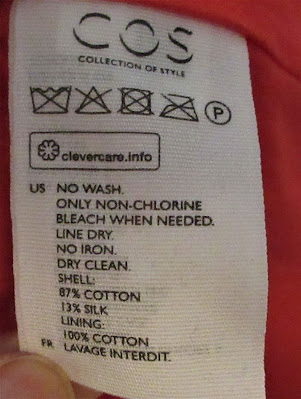 COS
COLLECTION OF STYLE
P
clevercare.info
US NO WASH.
ONLY NON-CHLORINE
BLEACH WHEN NEEDED.
LINE DRY.
NO IRON.
DRY CLEAN.
SHELL:
87% COTTON
13% SILK
LINING:
100% COTTON
FR LAVAGE INTERDIT.